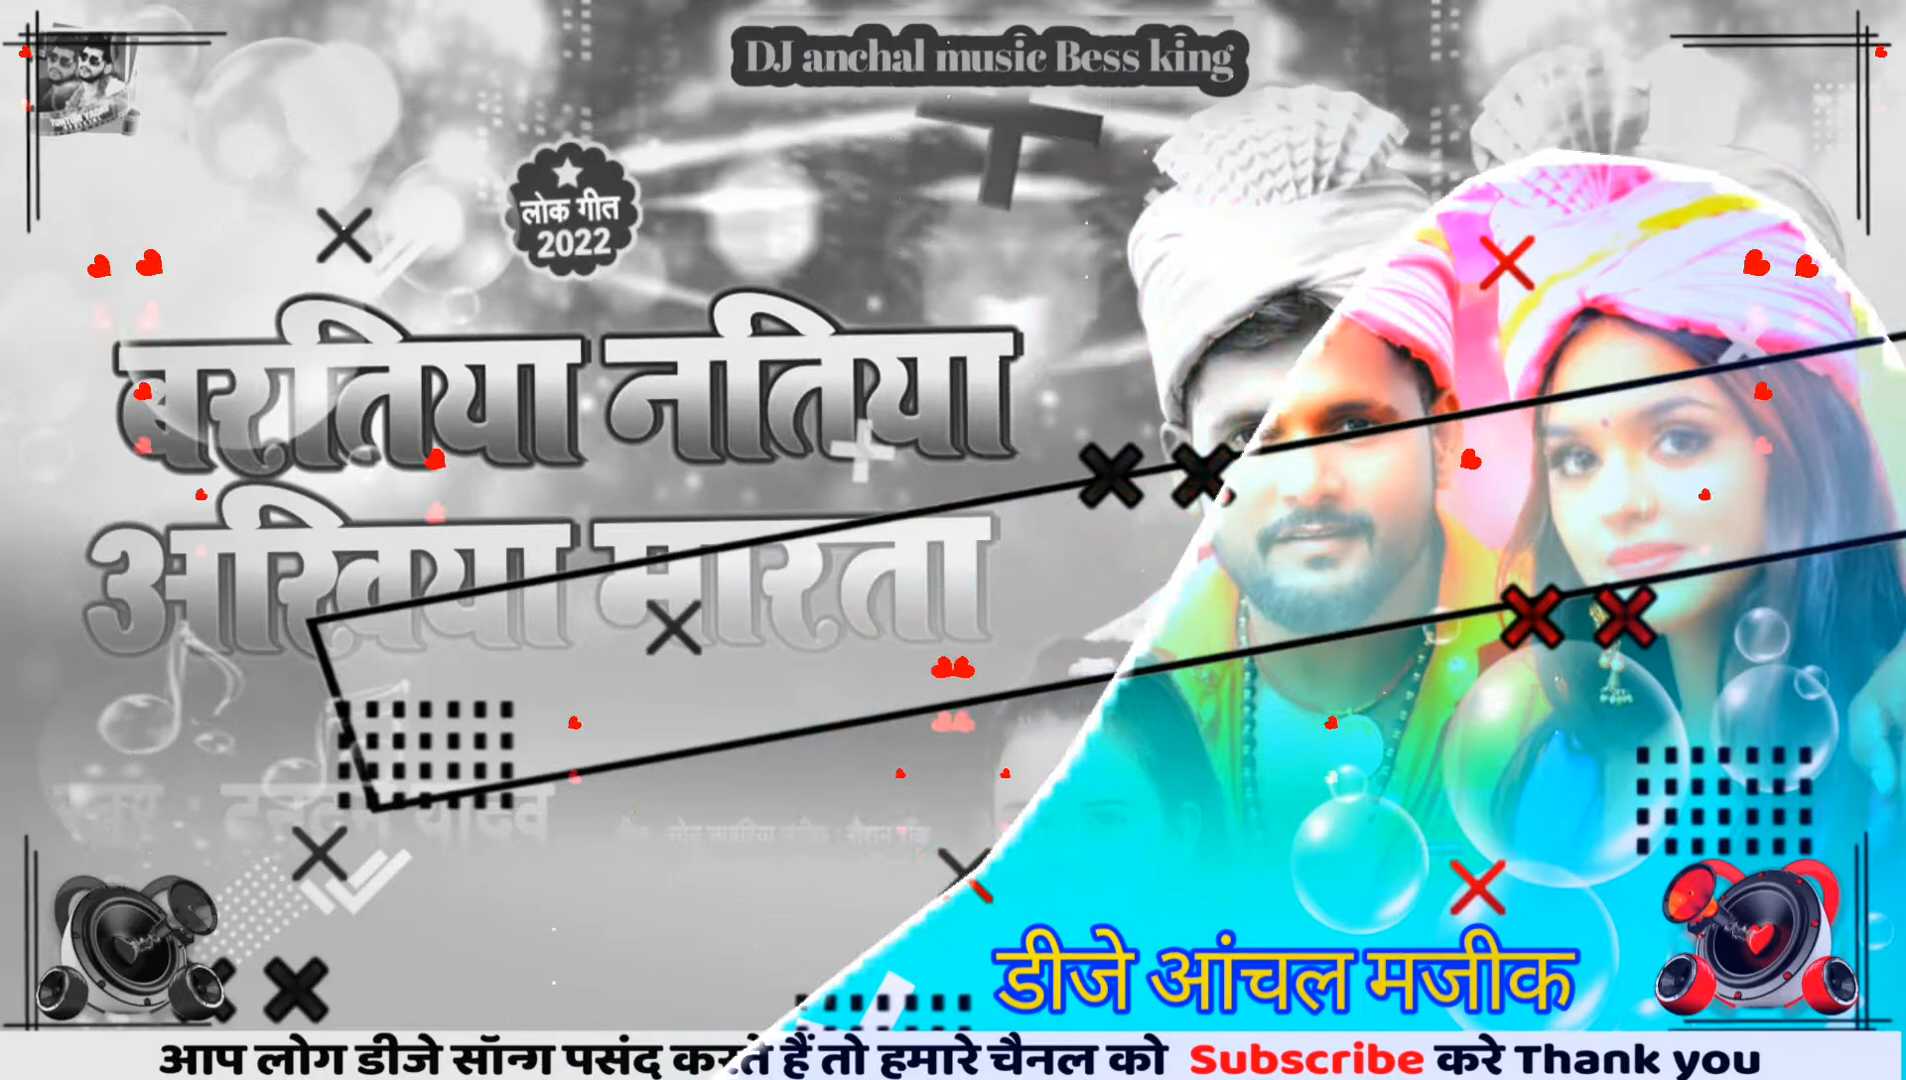 DJ anchal music Bess king
लोक गीत
2022
बरतिया नतिया
अखिया मारता
डीजे आंचल मजीक
आप लोग डीजे सॉन्ग पसंद करते हैं तो हमारे चैनल को Subscribe करे Thank you